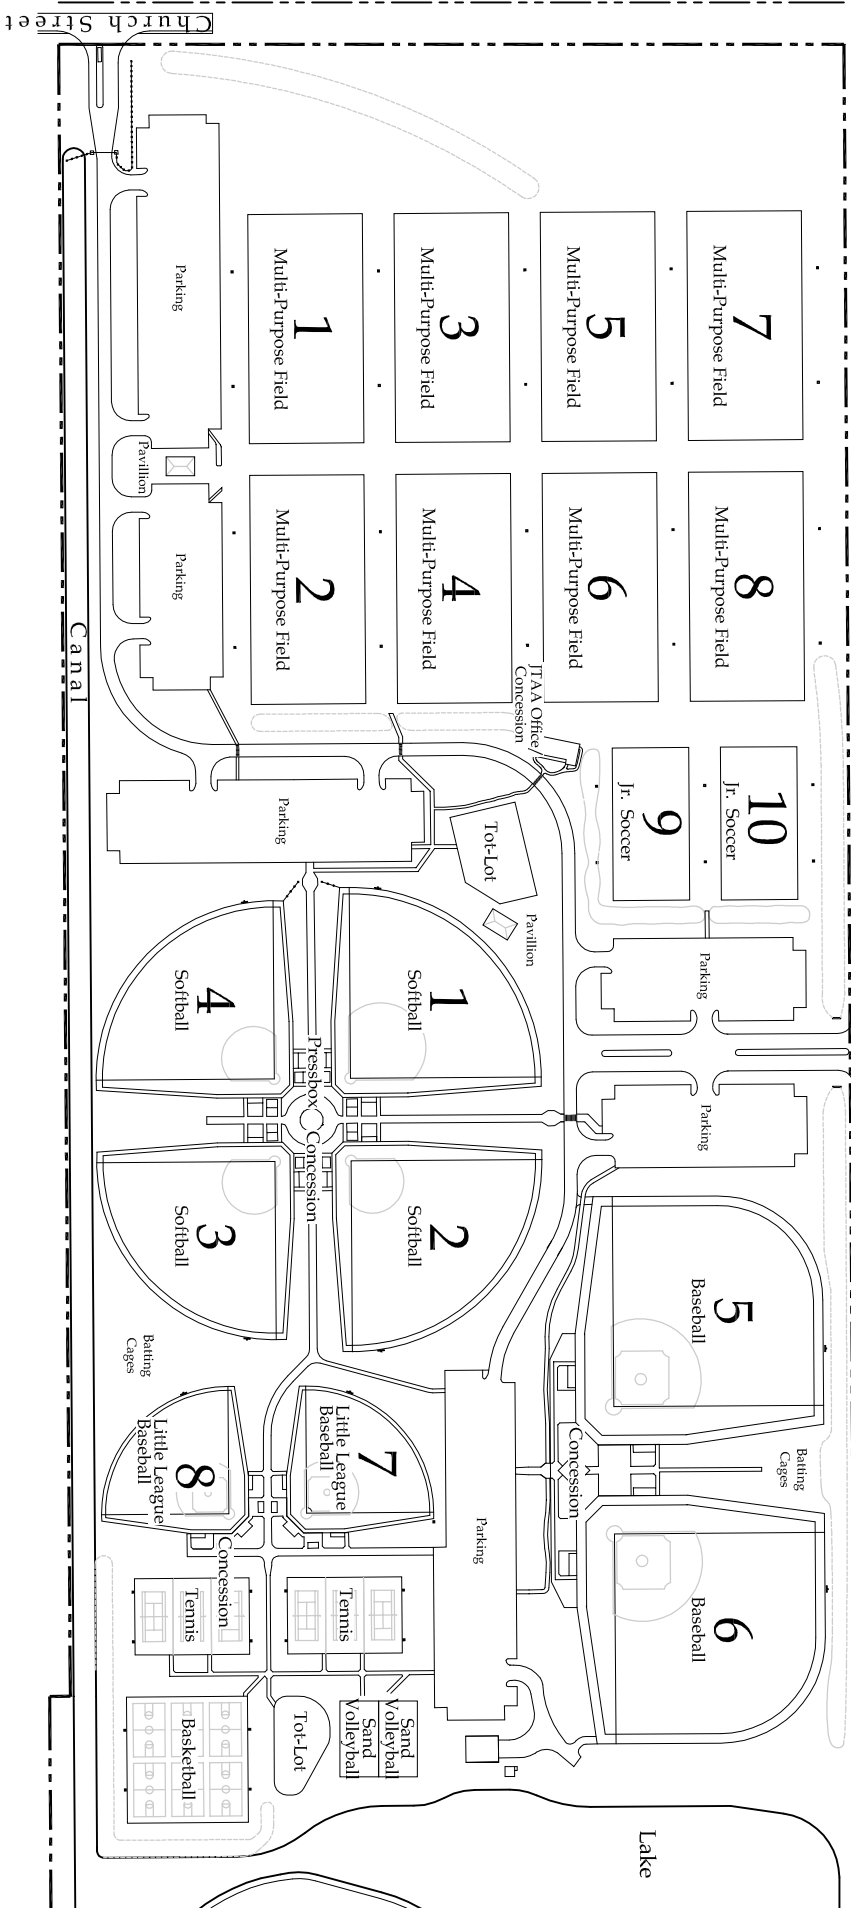 Church Street
Parking
1
Multi-Purpose Field
3
Multi-Purpose Field
5
Multi-Purpose Field
7
Multi-Purpose Field
Pavillion
Parking
2
Multi-Purpose Field
4
Multi-Purpose Field
6
Multi-Purpose Field
8
Multi-Purpose Field
Canal
JTAA Office
Concession
Parking
Tot-Lot
9
Jr. Soccer
10
Jr. Soccer
Pavillion
Parking
4
Softball
1
Softball
Pressbox
Concession
Parking
3
Softball
2
Softball
5
Baseball
Batting
Cages
8
Little League
Baseball
7
Little League
Baseball
Concession
Batting
Cages
Parking
Concession
6
Baseball
Tennis
Tennis
Basketball
Tot-Lot
Sand
Volleyball
Sand
Volleyball
Lake